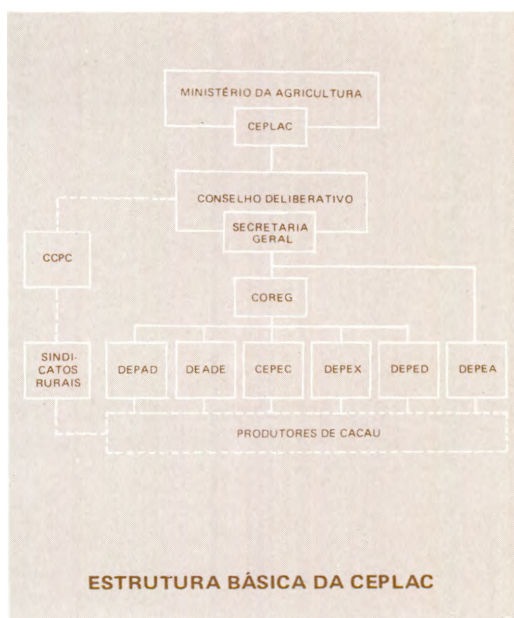 MINISTÉRIO DA AGRICULTURA
CEPLAC
CONSELHO DELIBERATIVO
SECRETARIA
GERAL
CCPC
COREG
SINDI-
CATOS
RURAIS
DEPAD
DEADE
CEPEC
DEPEX
DEPED
DEPEA
PRODUTORES DE CACAU
ESTRUTURA BÁSICA DA CEPLAC